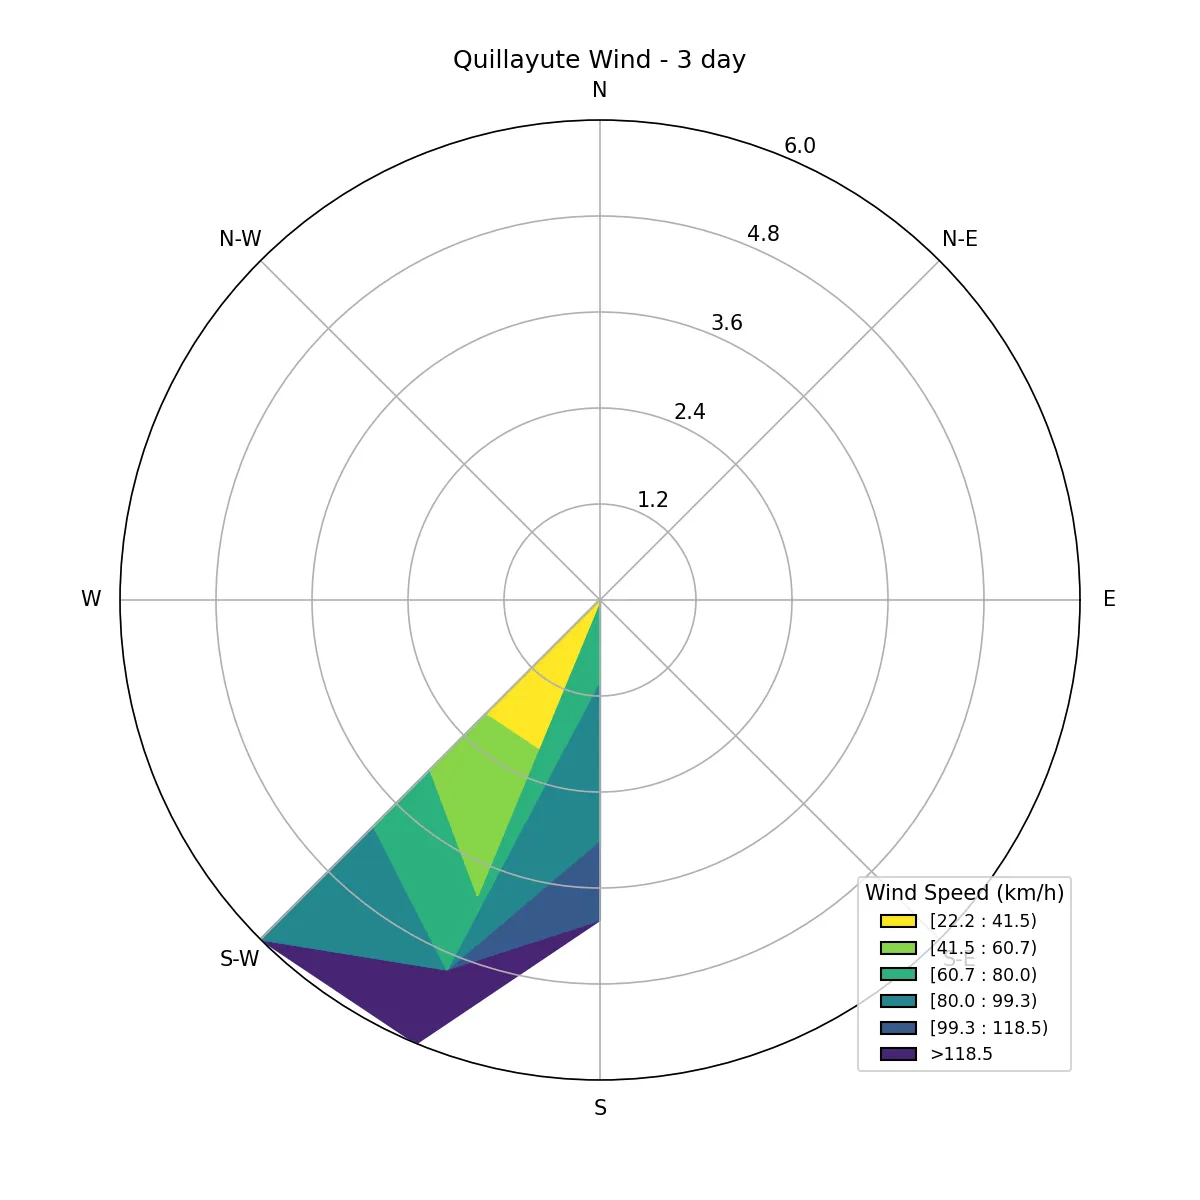 Quillayute Wind - 3 day
N
6.0
N-W
N-E
4.8
3.6
2.4
1.2
W
E
Wind Speed (km/h)
[22.2 : 41.5)
[41.5 : 60.7)
S-W
S-E
[60.7 : 80.0)
[80.0 : 99.3)
[99.3 : 118.5)
>118.5
S